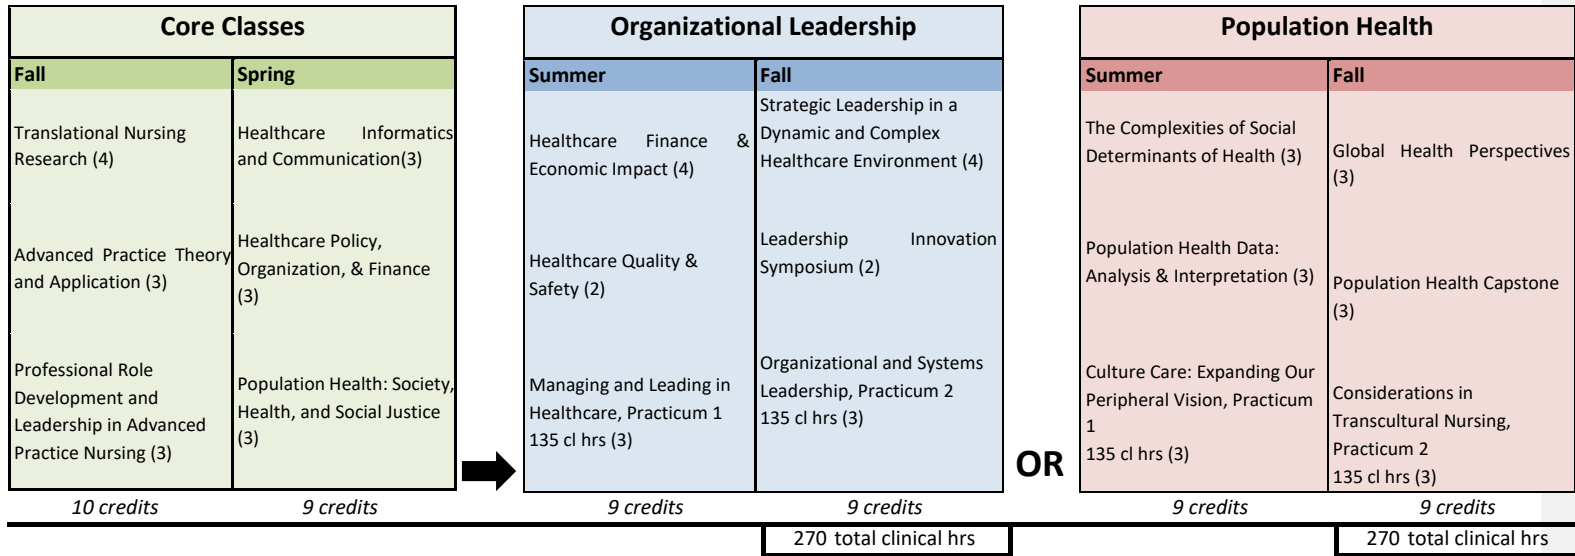 Core Classes
Fall
Translational Nursing
Research (4)
Advanced Practice Theory
and Application (3)
Professional Role
Development and
Leadership in Advanced
Practice Nursing (3)
10 credits
Spring
Healthcare Informatics
and Communication(3)
Healthcare Policy,
Organization, & Finance
(3)
Population Health: Society,
Health, and Social Justice
(3)
9 credits
Organizational Leadership
Summer
Healthcare Finance &
Economic Impact (4)
Healthcare Quality &
Safety (2)
Managing and Leading in
Healthcare, Practicum 1
135 cl hrs (3)
9 credits
Fall
Strategic Leadership in a
Dynamic and Complex
Healthcare Environment (4)
Leadership Innovation
Symposium (2)
Organizational and Systems
Leadership, Practicum 2
135 cl hrs (3)
9 credits
270 total clinical hrs
OR
Population Health
Summer
The Complexities of Social
Determinants of Health (3)
Population Health Data:
Analysis & Interpretation (3)
Culture Care: Expanding Our
Peripheral Vision, Practicum
1
135 cl hrs (3)
9 credits
Fall
Global Health Perspectives
(3)
Population Health Capstone
(3)
Considerations in
Transcultural Nursing,
Practicum 2
135 cl hrs (3)
9 credits
270 total clinical hrs